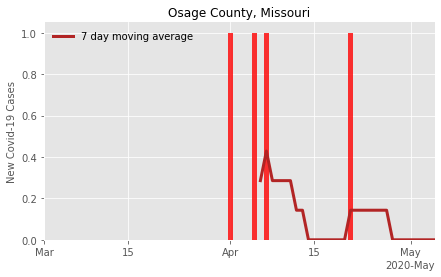 Osage County, Missouri
7 day moving average
New Covid-19 Cases
1.0
0.8
0.6
0.4
0.2
0.0
Mar 15 Apr 15 May
2020-May